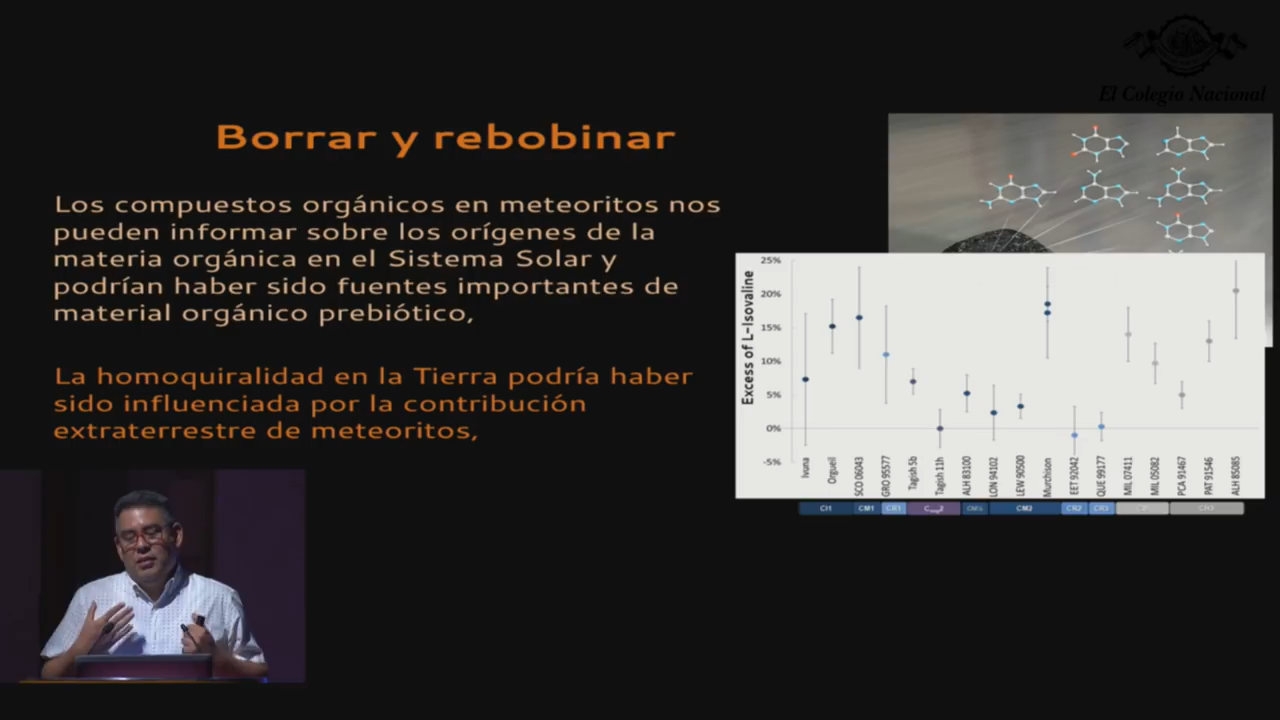 El Colegio Nacional
Borrar y rebobinar
Los compuestos orgánicos en meteoritos nos
pueden informar sobre los orígenes de la
materia orgánica en el Sistema Solar y
podrían haber sido fuentes importantes de
material orgánico prebiótico,
La homoquiralidad en la Tierra podría haber
sido influenciada por la contribución
extraterrestre de meteoritos,
Excess of L-Isovaline
25%
20%
15%
10%
5%
0%
-5%
Ivuna
Orgueil
SCO 06043
GRO 95577
Tagish 5b
Tagish 11h
ALH 83100
LON 94102
LEW 90500
Murchison
EET 92042
QUE 99177
MIL 07411
MIL 05082
PCA 91467
PAT 91546
ALH 85085
CI1 CM1 CR1 CM2 CR2 CR3